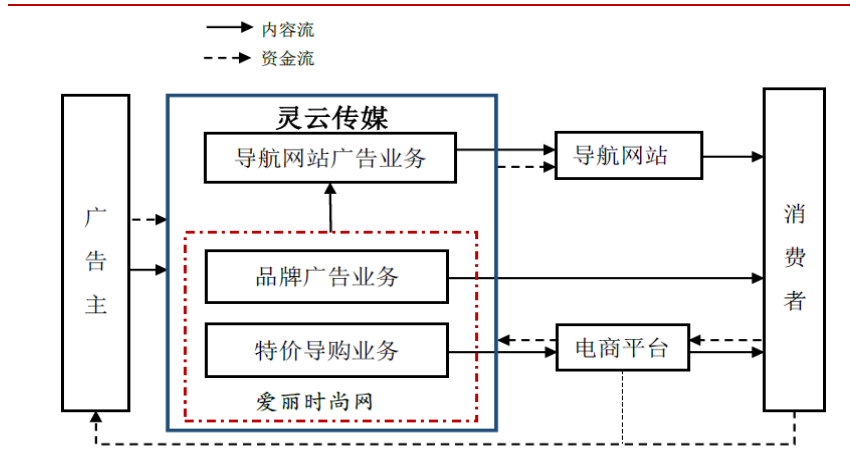 内容流
资金流
灵云传媒
导航网站广告业务
导航网站
广告主
消费者
品牌广告业务
特价导购业务
电商平台
爱丽时尚网